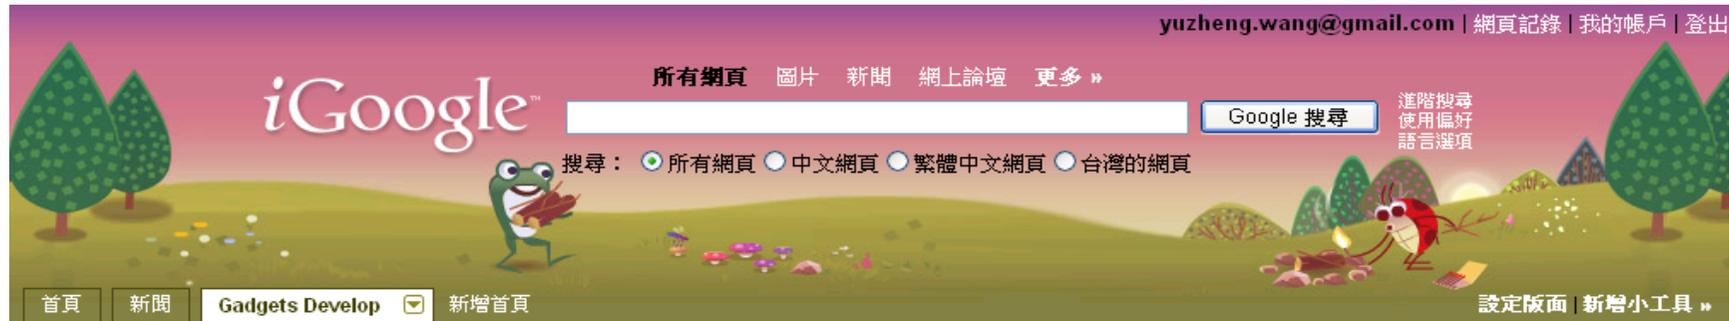 yuzheng.wang@gmail.com | 網頁記錄 | 我的帳戶 | 登出
iGoogle™
所有網頁 圖片 新聞 網上論壇 更多 »
Google 搜尋
進階搜尋
使用偏好
語言選項
搜尋： 所有網頁 中文網頁 繁體中文網頁 台灣的網頁
首頁 新聞 Gadgets Develop 新增首頁
設定版面 | 新增小工具 »